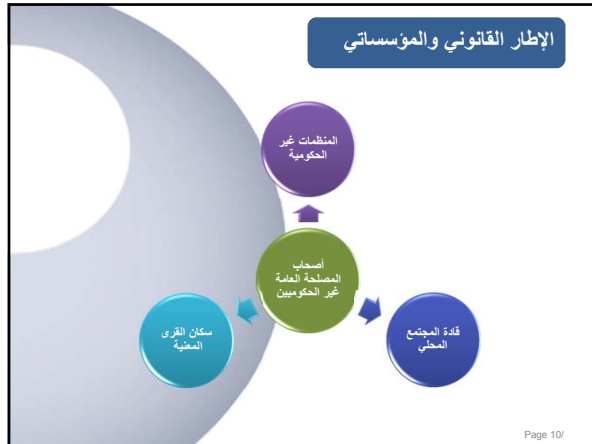 الإطار القانوني والمؤسساتي
المنظمات غير
الحكومية
أصحاب
المصلحة العامة
غير الحكوميين
قادة المجتمع
المحلي
سكان القرى
المعنية
Page 10/